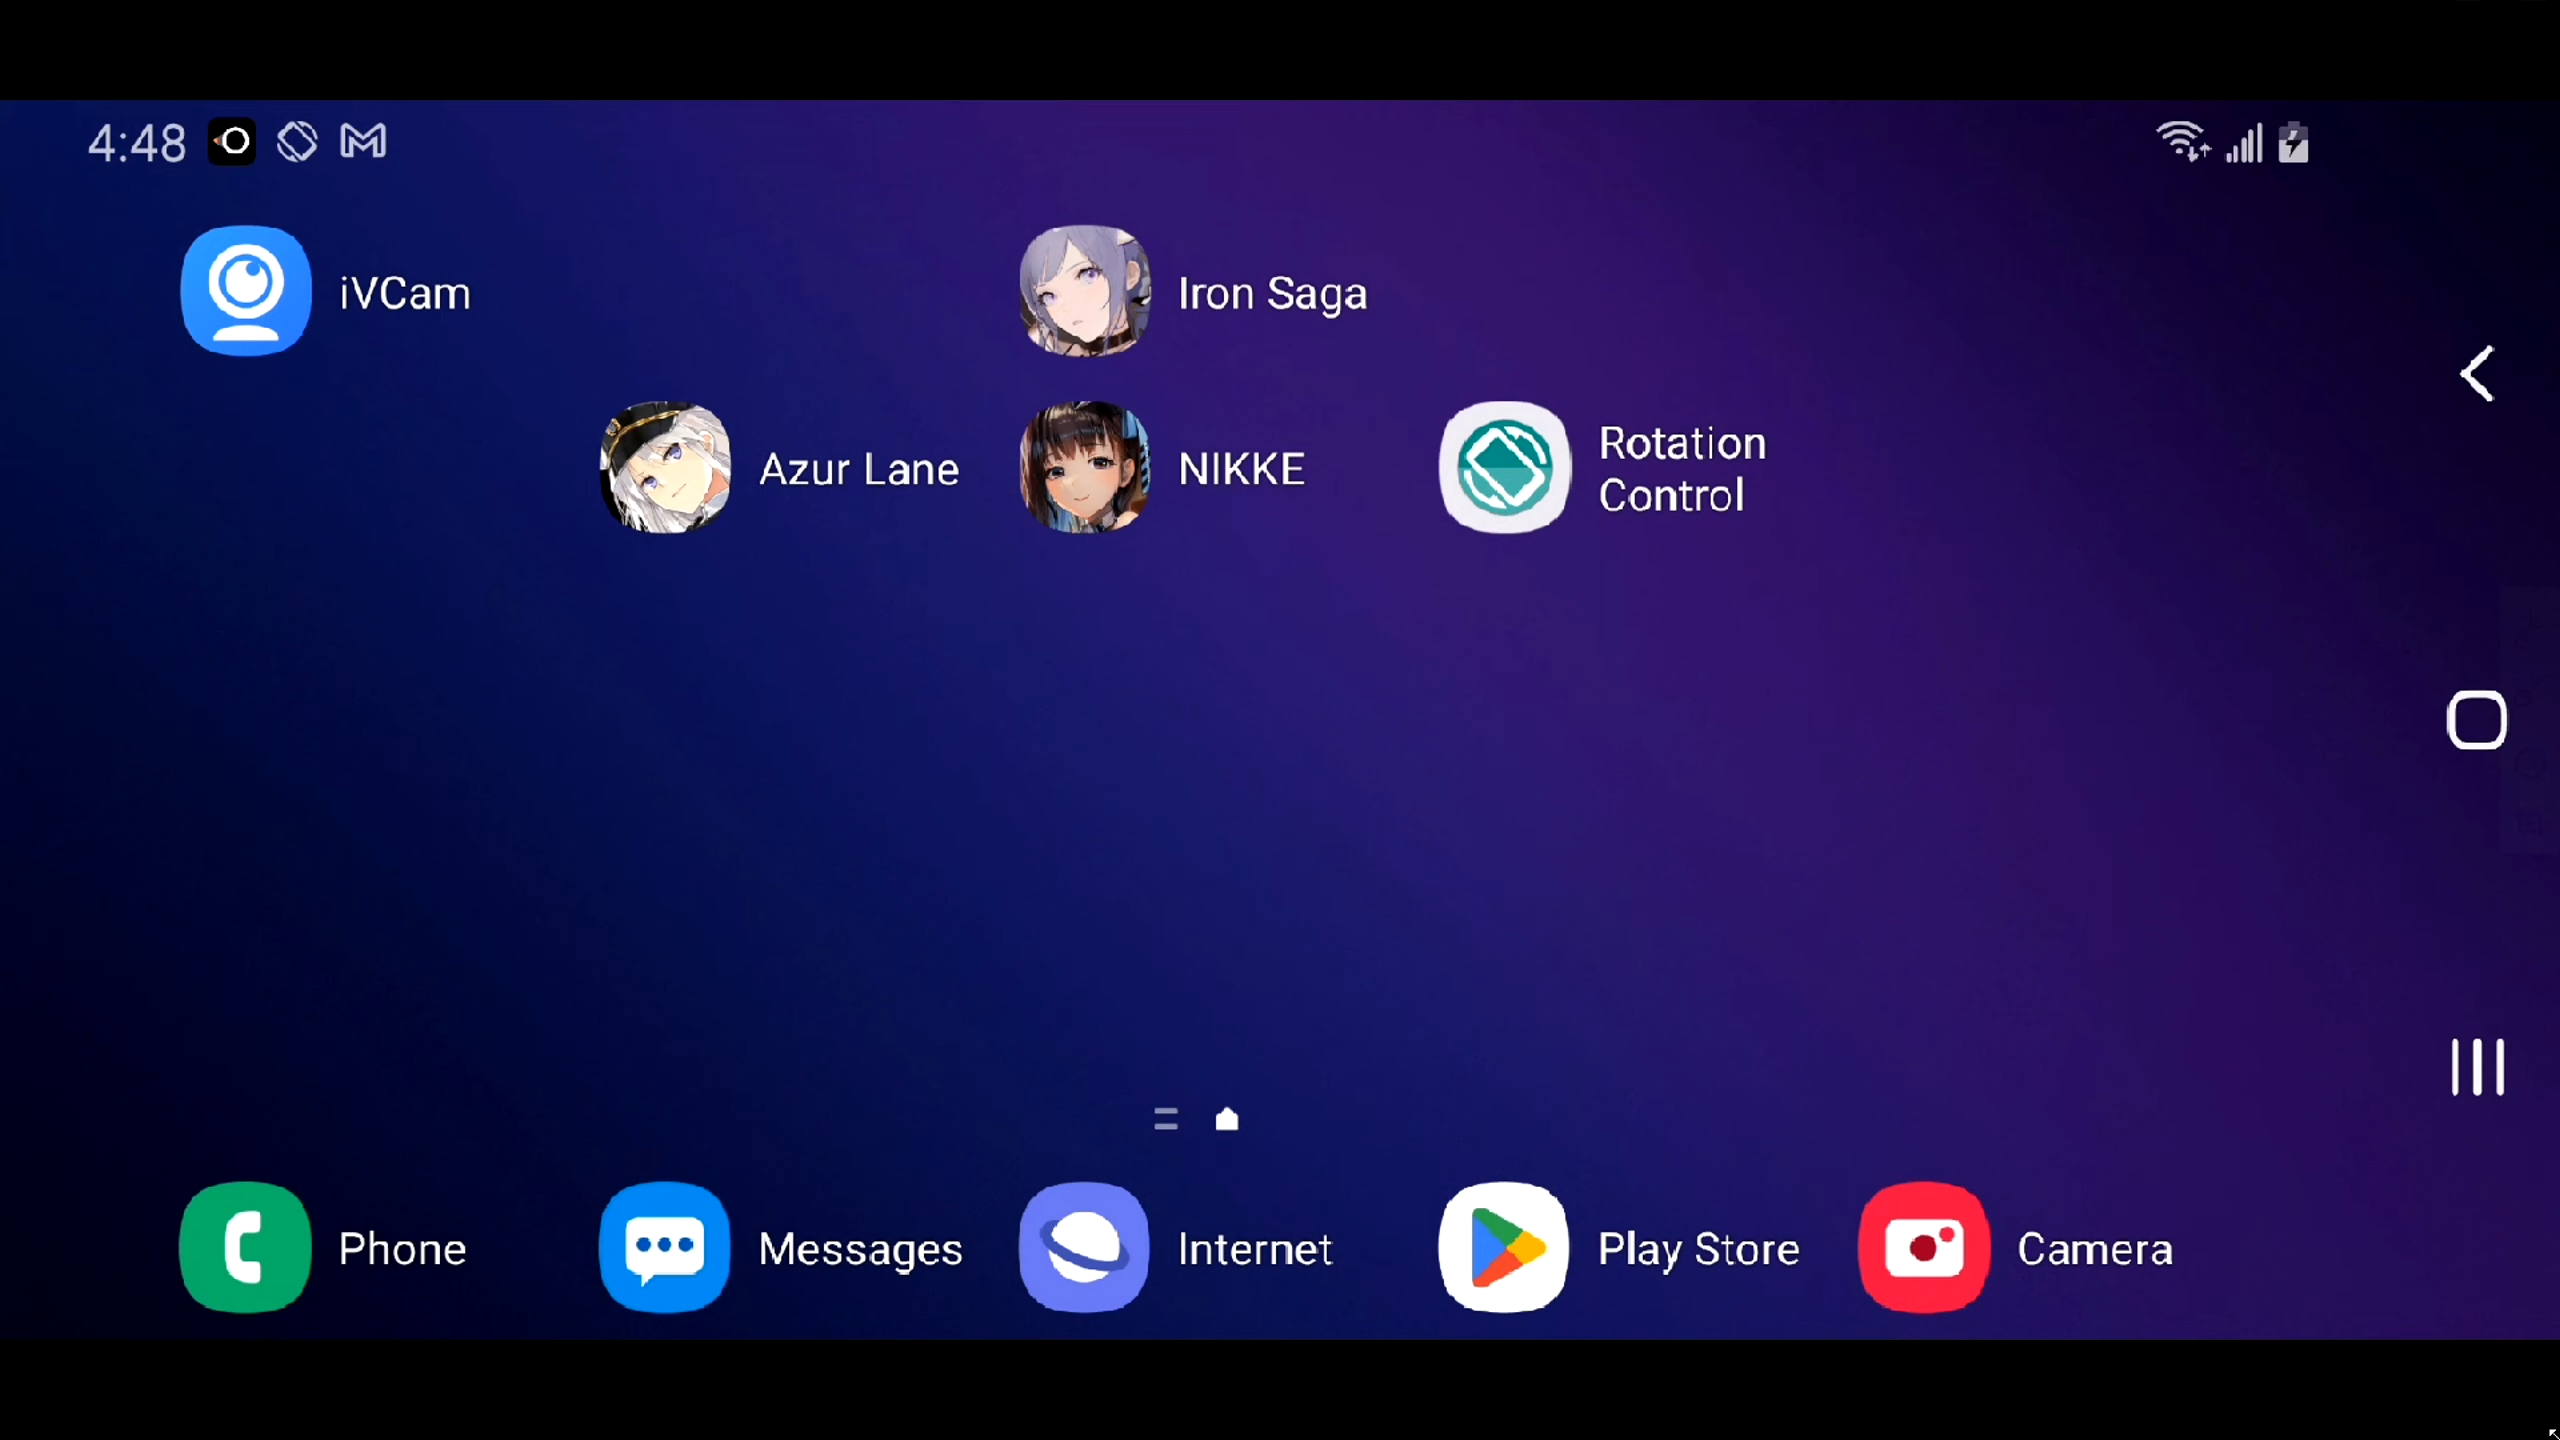 4:48
iVCam
Iron Saga
Azur Lane
NIKKE
Rotation
Control
Phone
Messages
Internet
Play Store
Camera